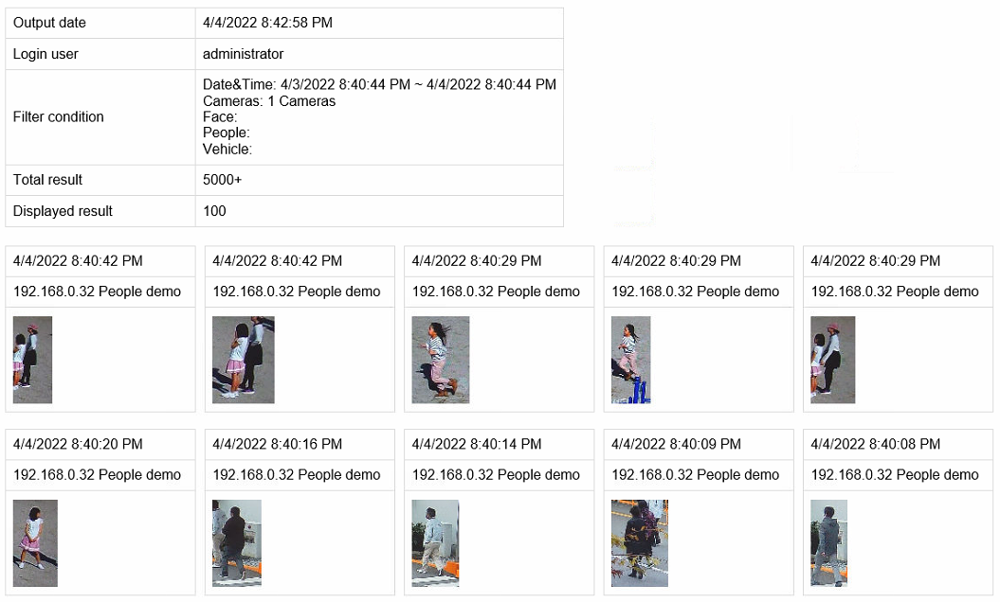 Output date 4/4/2022 8:42:58 PM
Login user administrator
Filter condition
Date&Time: 4/3/2022 8:40:44 PM ~ 4/4/2022 8:40:44 PM
Cameras: 1 Cameras
Face:
People:
Vehicle:
Total result 5000+
Displayed result 100
4/4/2022 8:40:42 PM 4/4/2022 8:40:42 PM 4/4/2022 8:40:29 PM 4/4/2022 8:40:29 PM 4/4/2022 8:40:29 PM
192.168.0.32 People demo 192.168.0.32 People demo 192.168.0.32 People demo 192.168.0.32 People demo 192.168.0.32 People demo
4/4/2022 8:40:20 PM 4/4/2022 8:40:16 PM 4/4/2022 8:40:14 PM 4/4/2022 8:40:09 PM 4/4/2022 8:40:08 PM
192.168.0.32 People demo 192.168.0.32 People demo 192.168.0.32 People demo 192.168.0.32 People demo 192.168.0.32 People demo